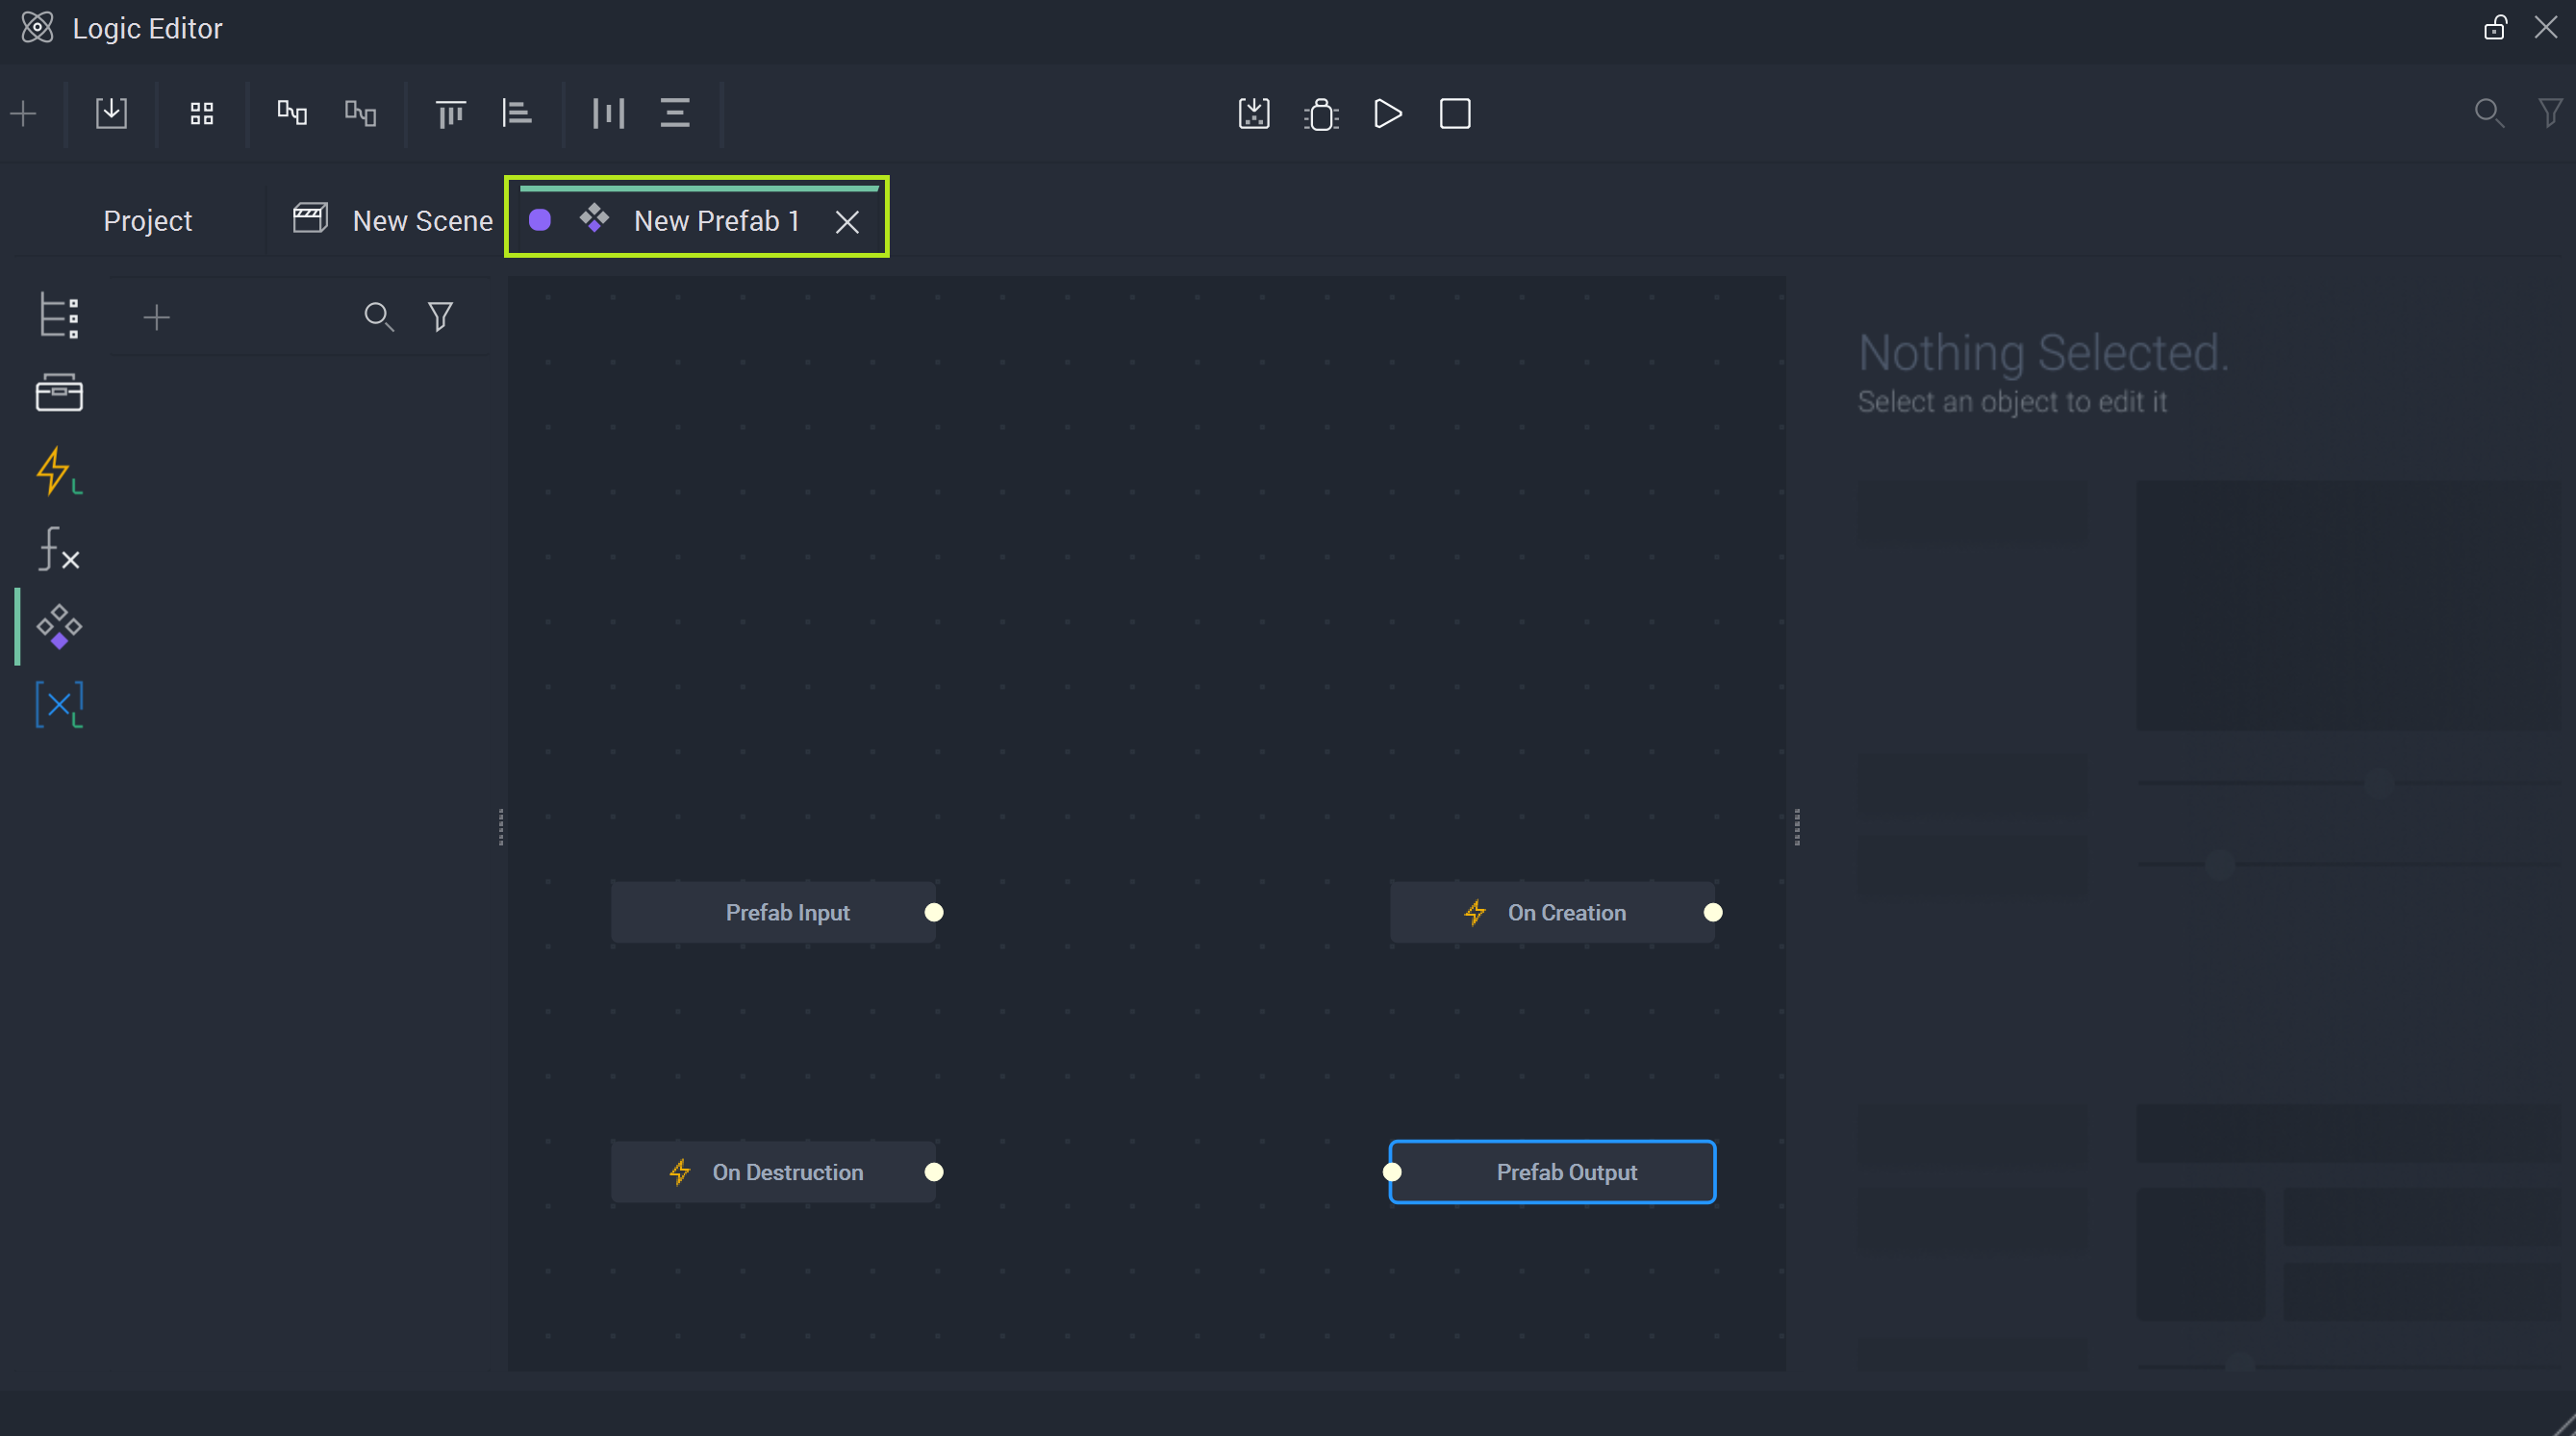 Logic Editor
Project
New Scene
New Prefab 1
Nothing Selected.
Select an object to edit it
Prefab Input
On Creation
On Destruction
Prefab Output